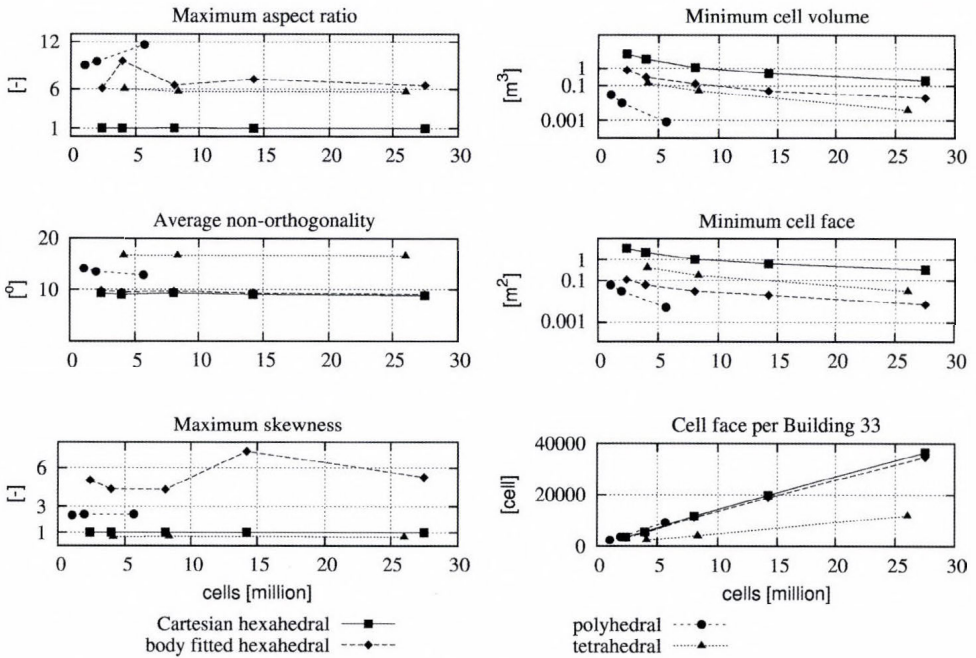 Maximum aspect ratio
[-]
12
6
1
0 5 10 15 20 25 30
Minimum cell volume
[m3]
1
0.1
0.001
0 5 10 15 20 25 30
Average non-orthogonality
[o]
20
10
0 5 10 15 20 25 30
Minimum cell face
[m2]
1
0.1
0.001
0 5 10 15 20 25 30
Maximum skewness
[-]
6
3
1
0 5 10 15 20 25 30
cells [million]
Cell face per Building 33
[cell]
40000
20000
0
0 5 10 15 20 25 30
cells [million]
Cartesian hexahedral
body fitted hexahedral
polyhedral
tetrahedral